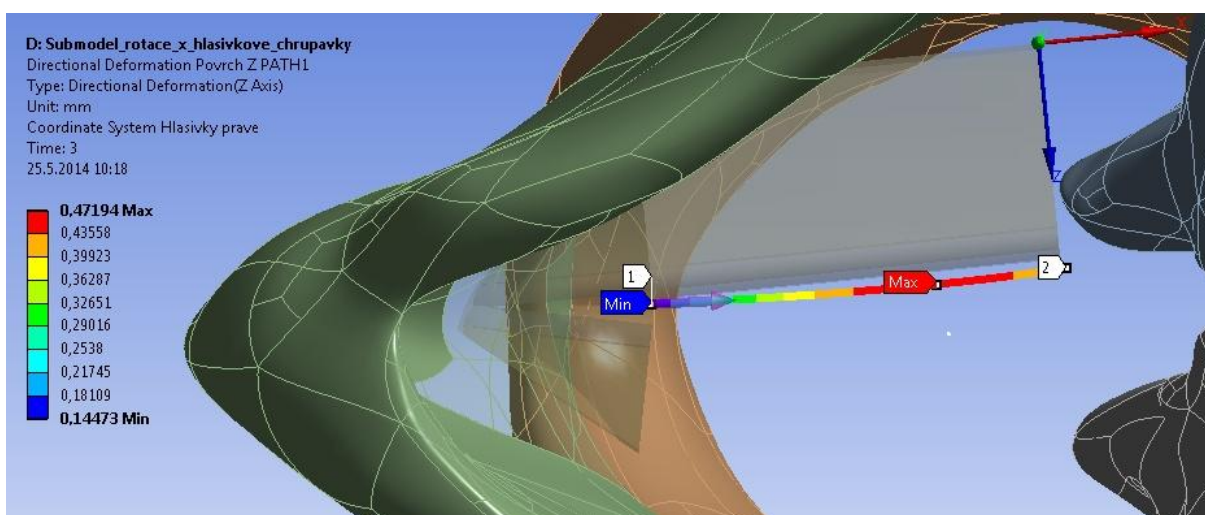 D: Submodel_rotace_x_hlasivkove_chrupavky
Directional Deformation Povrch Z PATH1
Type: Directional Deformation(Z Axis)
Unit: mm
Coordinate System Hlasivky prave
Time: 3
25.5.2014 10:18
0,47194 Max
0,43558
0,39923
0,36287
0,32651
0,29016
0,2538
0,21745
0,18109
0,14473 Min
X
Z
1
Min
Max
2